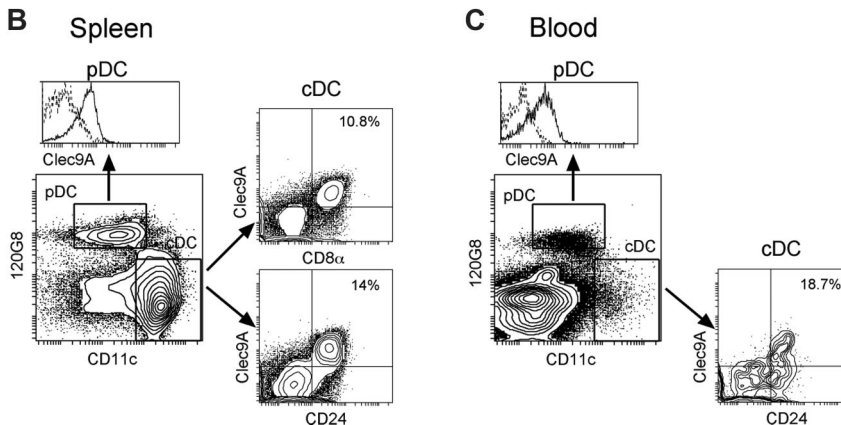 B
Spleen
pDC
Clec9A
pDC
cDC
120G8
CD11c
cDC
10.8%
Clec9A
CD8α
14%
Clec9A
CD24
C
Blood
pDC
Clec9A
pDC
cDC
120G8
CD11c
cDC
18.7%
Clec9A
CD24